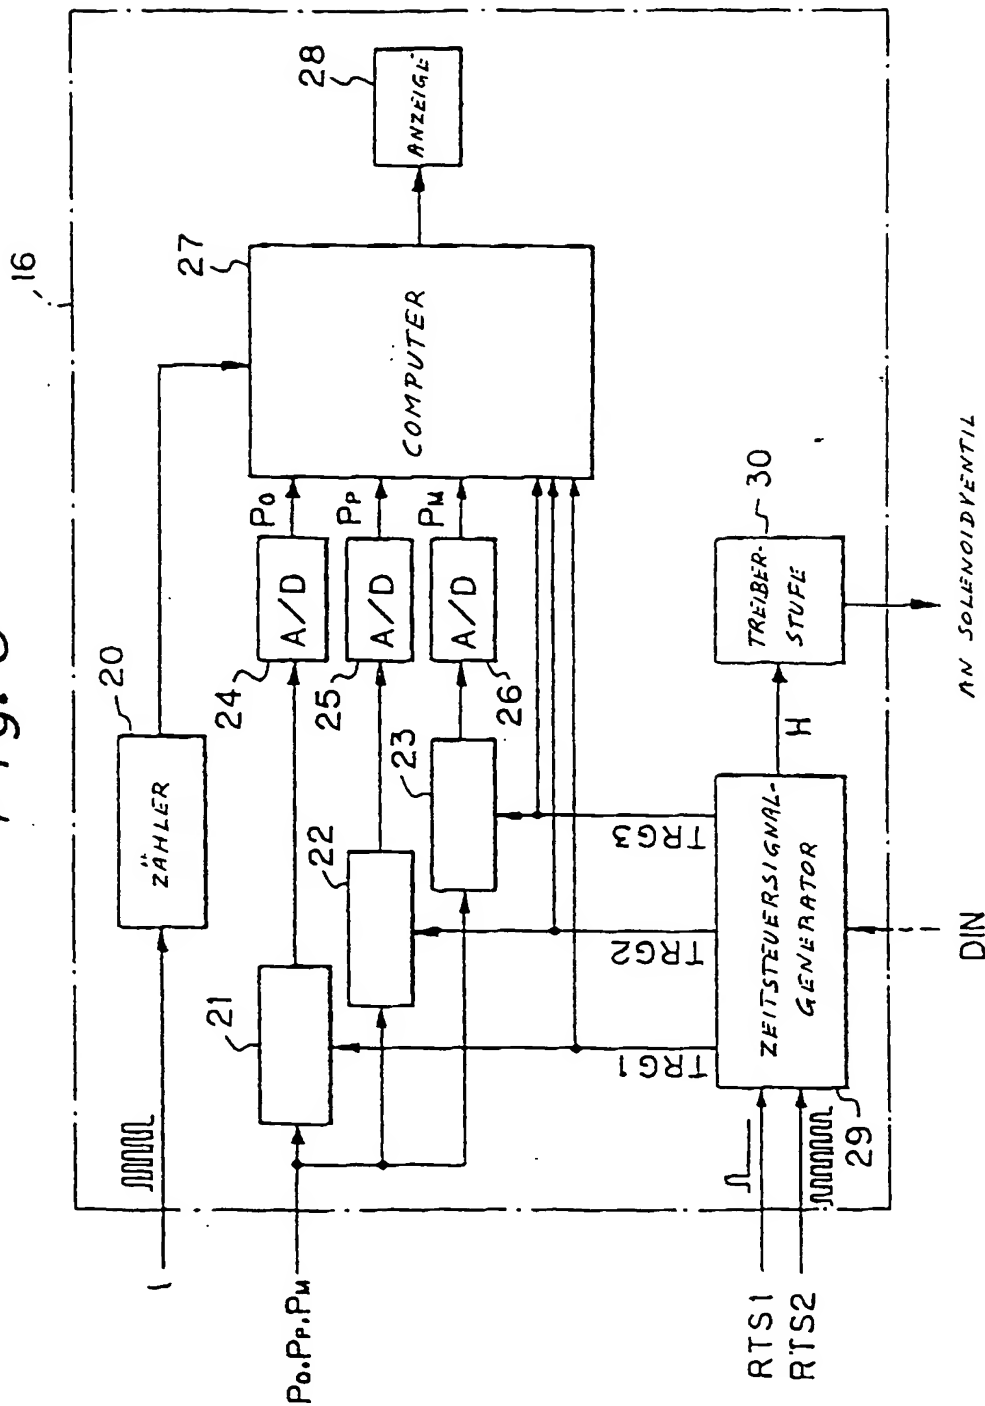 16
28
ANZEIGE
27
COMPUTER
20
ZÄHLER
24
A/D
PO
25
A/D
PP
26
A/D
PM
21
22
23
TRG1
TRG2
TRG3
H
30
TREIBER-
STUFE
AN SOLENOIDVENTIL
ZEITSTEUERSIGNAL-
GENERATOR
29
DIN
I
PO.PP.PM
RTS1
RTS2